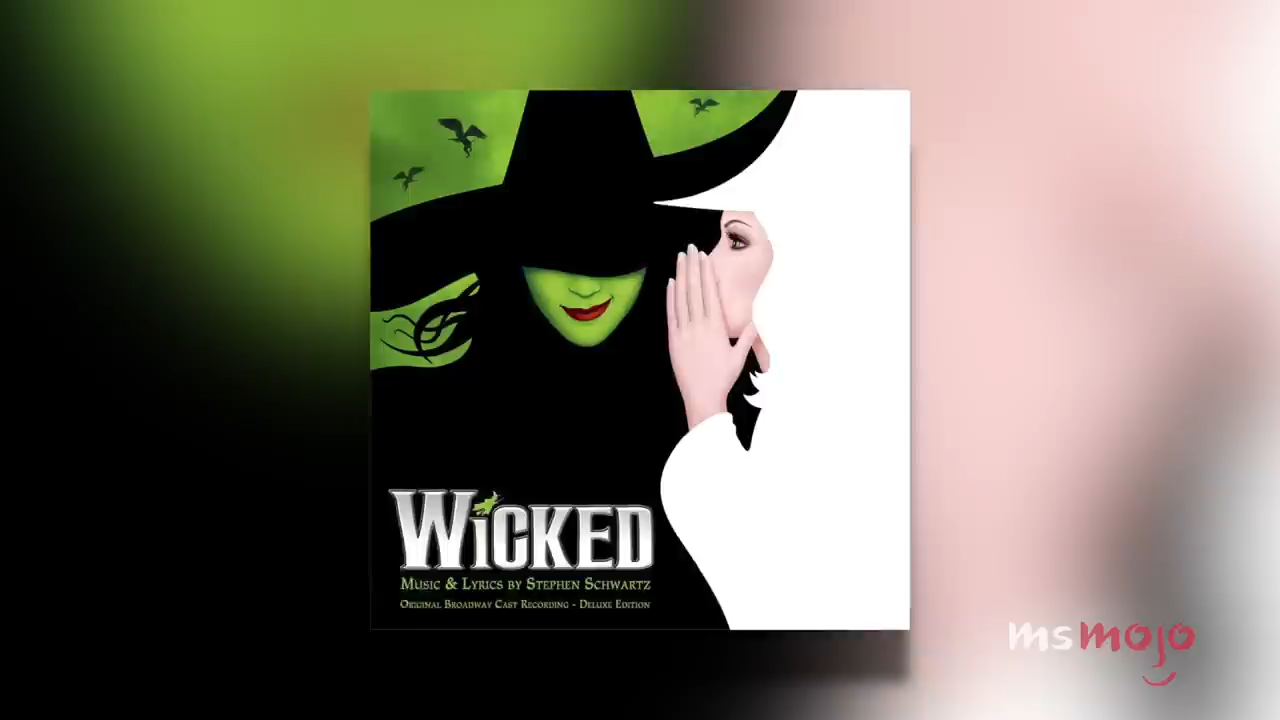 WICKED
MUSIC & LYRICS BY STEPHEN SCHWARTZ
ORIGINAL BROADWAY CAST RECORDING - DELUXE EDITION
msmojo